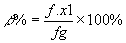 ρ% = f.x1/fg × 100%